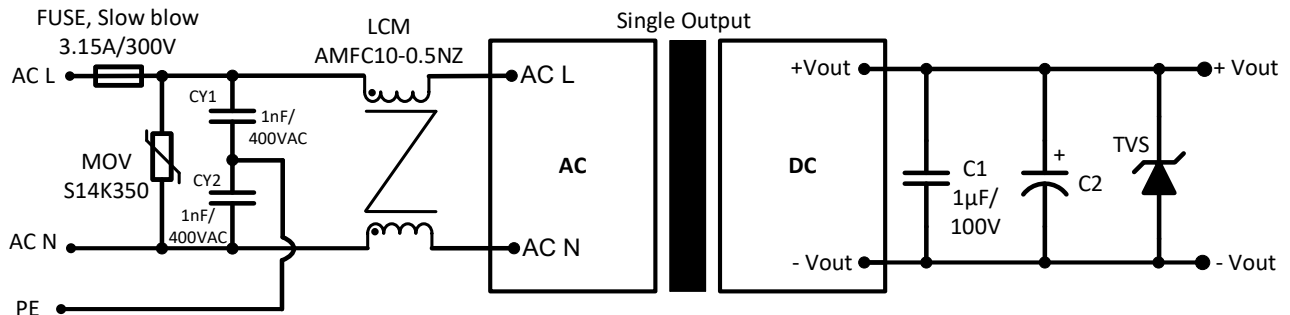 FUSE, Slow blow
3.15A/300V
LCM
AMFC10-0.5NZ
Single Output
AC L
CY1
1nF/
400VAC
MOV
S14K350
CY2
1nF/
400VAC
AC N
PE
AC L
AC
AC N
+Vout
DC
- Vout
C1
1µF/
100V
+
C2
TVS
+ Vout
- Vout